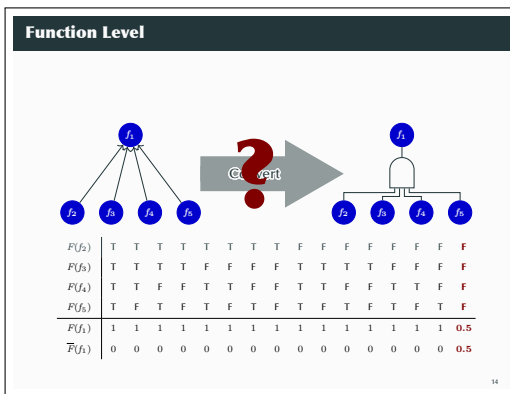 Function Level
f₁ f₁
Convert
?
f₂ f₃ f₄ f₅ f₂ f₃ f₄ f₅
F(f₂) T T T T T T T T F F F F F F F F
F(f₃) T T T T F F F F T T T T F F F F
F(f₄) T T F F T T F F T T F F T T F F
F(f₅) T F T F T F T F T F T F T F T F
F(f₁) 1 1 1 1 1 1 1 1 1 1 1 1 1 1 1 0.5
F̅(f₁) 0 0 0 0 0 0 0 0 0 0 0 0 0 0 0 0.5
14